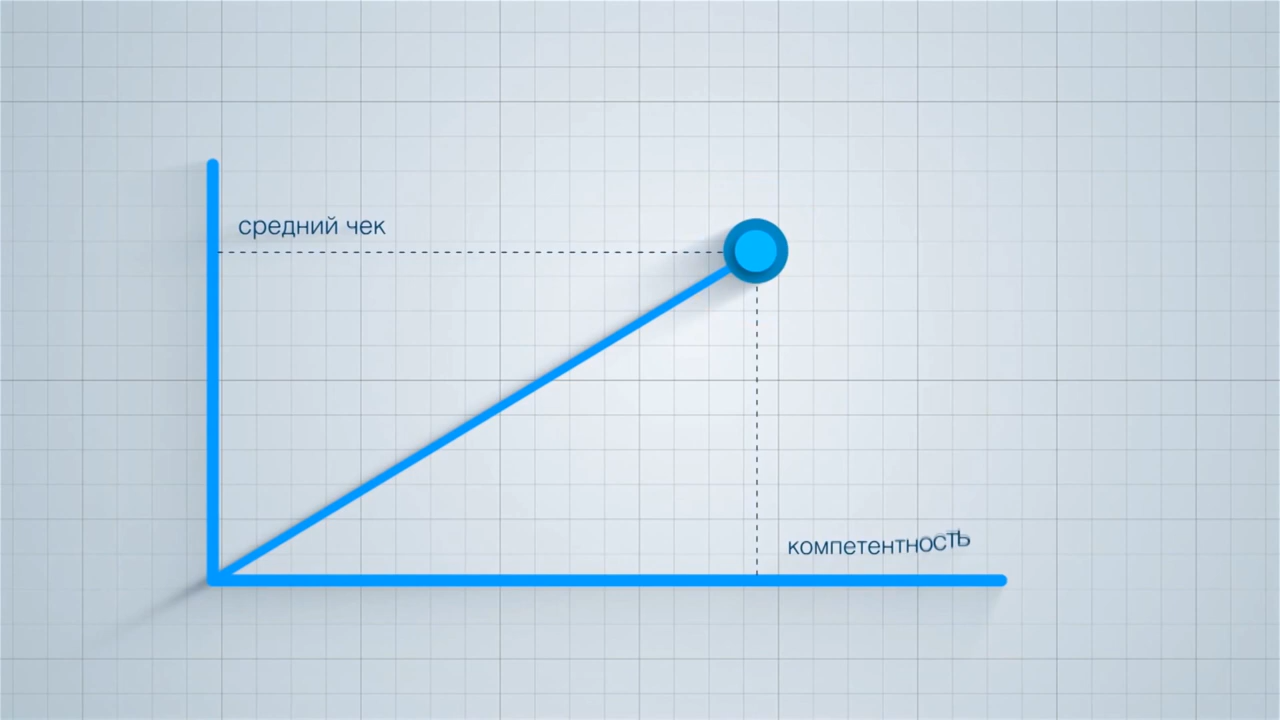 средний чек
компетентность